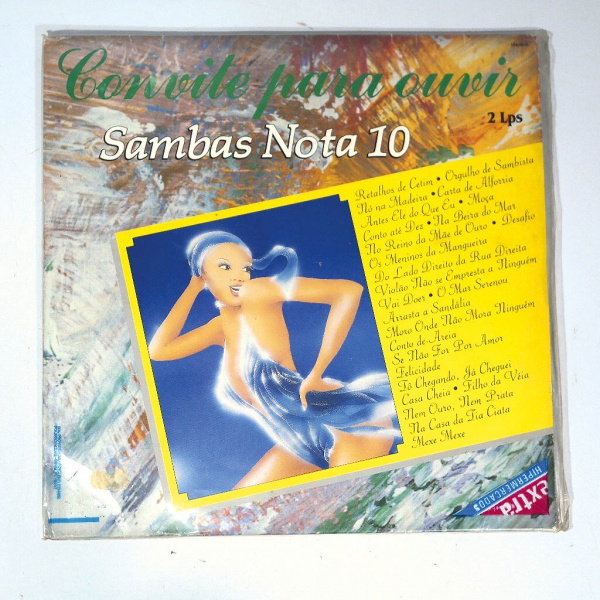 Convite para ouvir
2 Lps
Sambas Nota 10
Retalhos de Cetim • Orgulho de Sambista
Nó na Madeira • Carta de Alforria
Antes Ele do Que Eu • Moça
Conto até Dez • Na Beira do Mar
No Reino da Mãe de Ouro • Desafio
Os Meninos da Mangueira
Do Lado Direito da Rua Direita
Violão Não se Empresta a Ninguém
Vai Doer • O Mar Serenou
Arrasta a Sandália
Moro Onde Não Mora Ninguém
Conto de Areia
Se Não For Por Amor
Felicidade
Tô Chegando, Já Cheguei
Casa Cheia • Filho da Véia
Nem Ouro, Nem Prata
Na Casa da Tia Ciata
Mexe Mexe
HIPERMERCADOS
extra